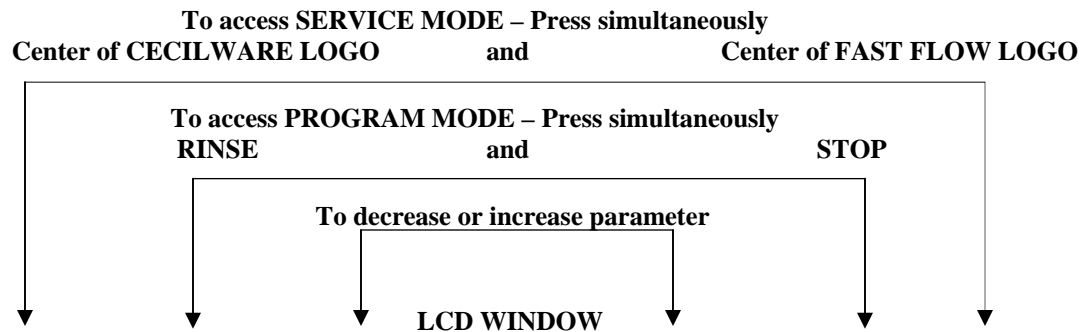 To access SERVICE MODE – Press simultaneously
Center of CECILWARE LOGO and Center of FAST FLOW LOGO
To access PROGRAM MODE – Press simultaneously
RINSE and STOP
To decrease or increase parameter
LCD WINDOW